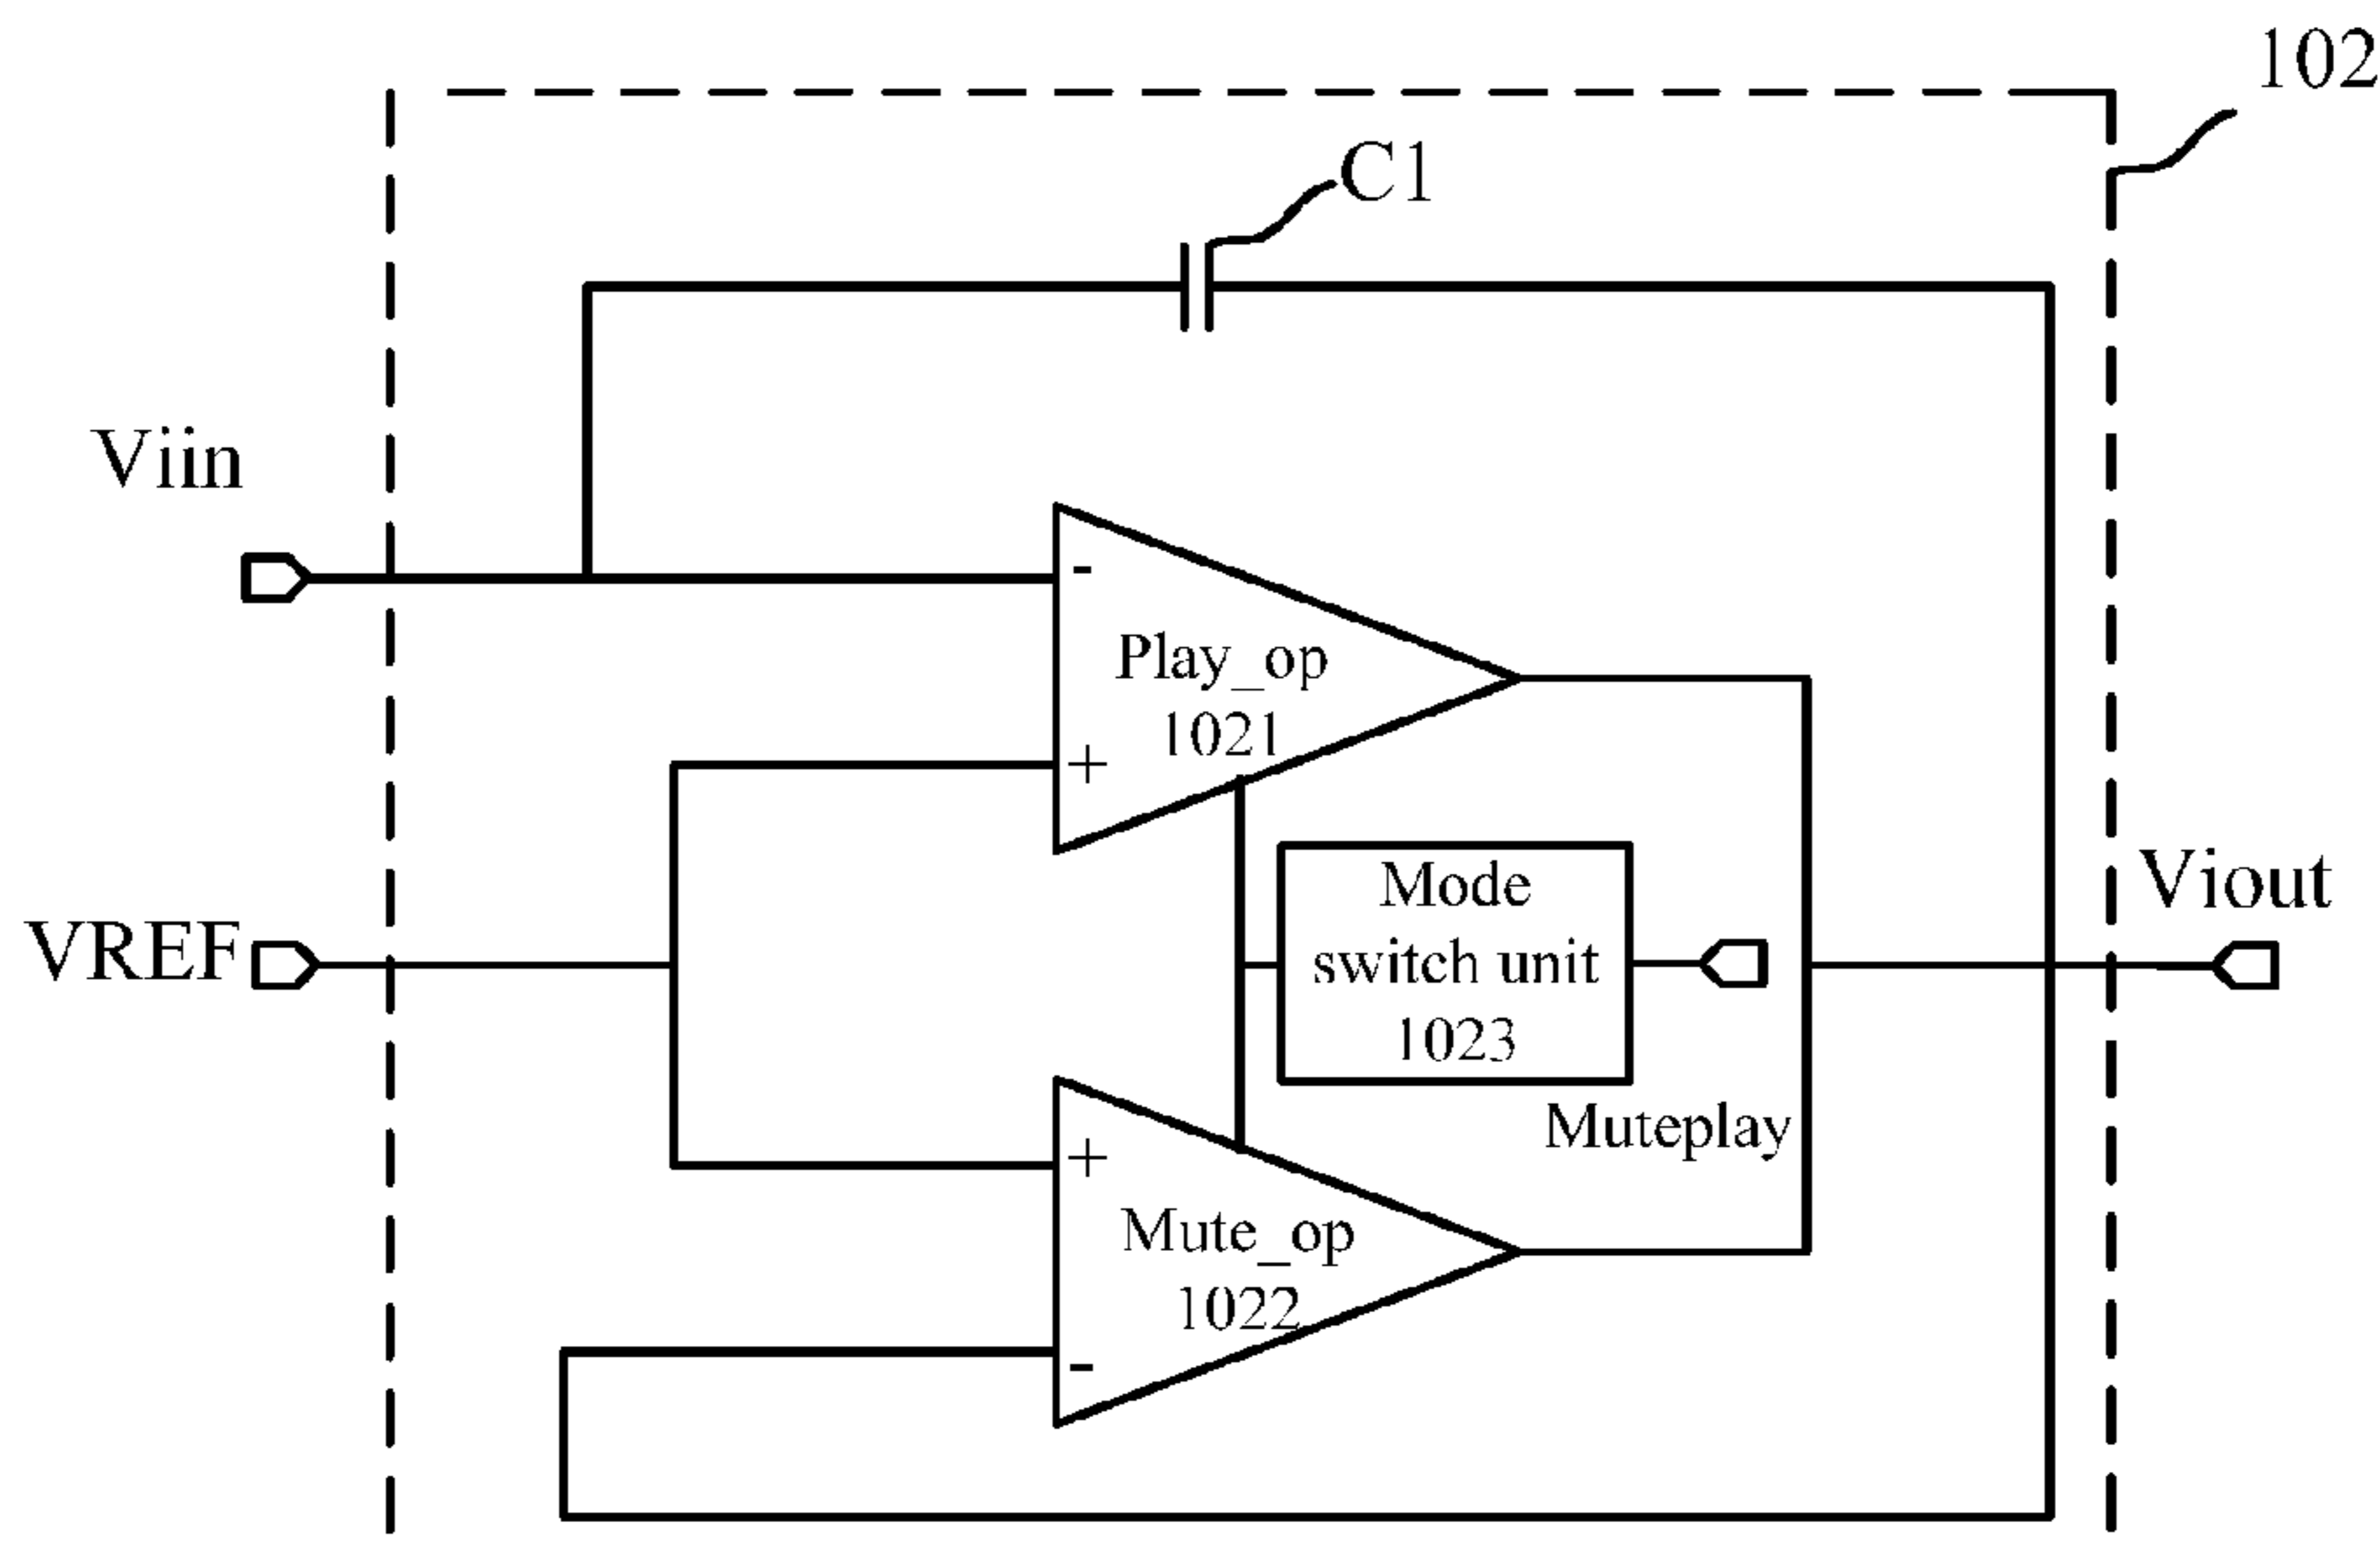 102
C1
Viin
-
Play_op
1021
+
Mode
switch unit
1023
VREF
Viout
Muteplay
+
Mute_op
1022
-